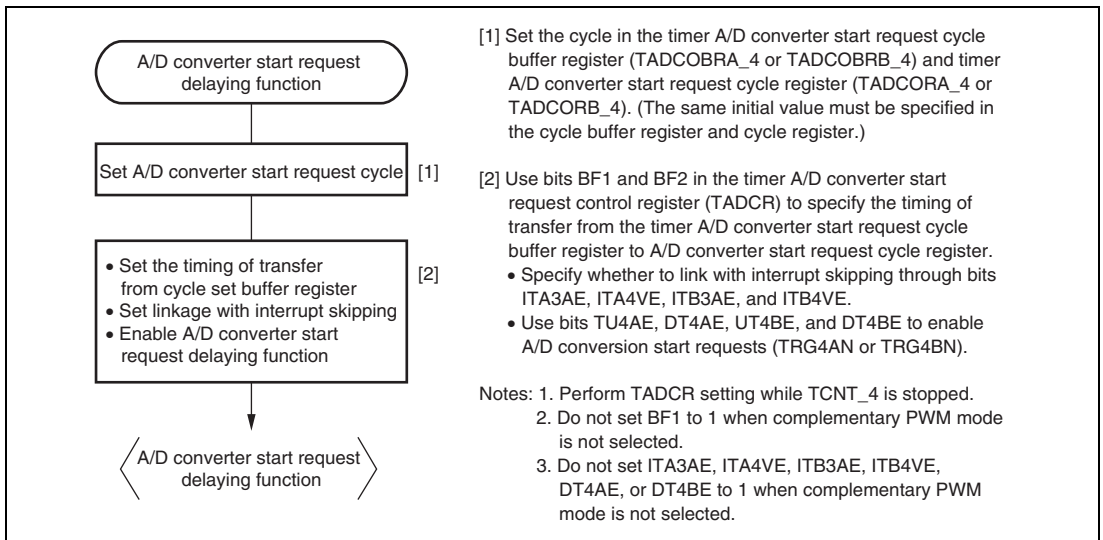 A/D converter start request
delaying function
Set A/D converter start request cycle [1]
• Set the timing of transfer
from cycle set buffer register
• Set linkage with interrupt skipping
• Enable A/D converter start
request delaying function
[2]
A/D converter start request
delaying function
[1] Set the cycle in the timer A/D converter start request cycle
buffer register (TADCOBRA_4 or TADCOBRB_4) and timer
A/D converter start request cycle register (TADCORA_4 or
TADCORB_4). (The same initial value must be specified in
the cycle buffer register and cycle register.)
[2] Use bits BF1 and BF2 in the timer A/D converter start
request control register (TADCR) to specify the timing of
transfer from the timer A/D converter start request cycle
buffer register to A/D converter start request cycle register.
• Specify whether to link with interrupt skipping through bits
ITA3AE, ITA4VE, ITB3AE, and ITB4VE.
• Use bits TU4AE, DT4AE, UT4BE, and DT4BE to enable
A/D conversion start requests (TRG4AN or TRG4BN).
Notes: 1. Perform TADCR setting while TCNT_4 is stopped.
2. Do not set BF1 to 1 when complementary PWM mode
is not selected.
3. Do not set ITA3AE, ITA4VE, ITB3AE, ITB4VE,
DT4AE, or DT4BE to 1 when complementary PWM
mode is not selected.